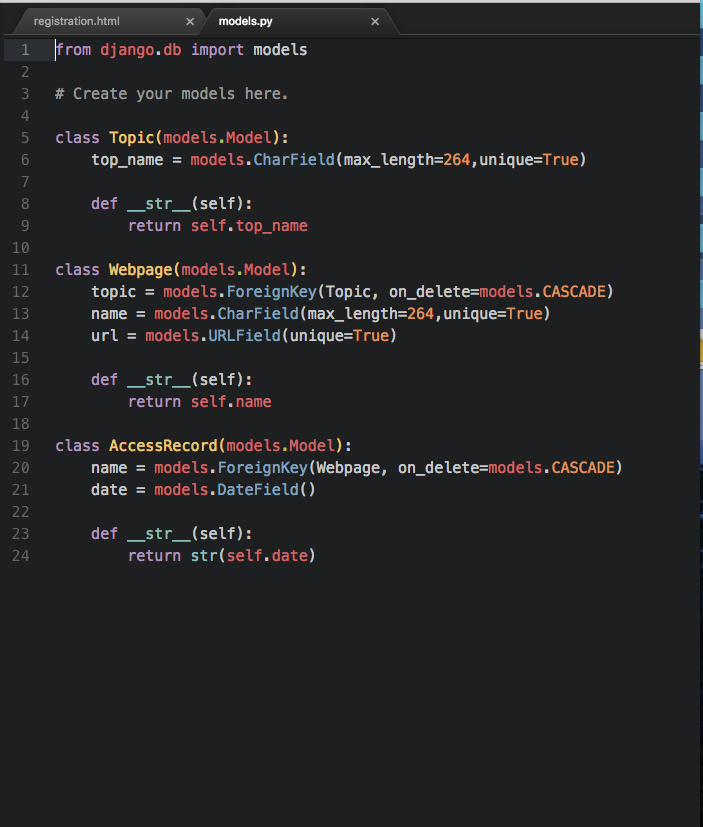 registration.html × models.py ×
1 from django.db import models
2
3 # Create your models here.
4
5 class Topic(models.Model):
6     top_name = models.CharField(max_length=264,unique=True)
7
8     def __str__(self):
9         return self.top_name
10
11 class Webpage(models.Model):
12     topic = models.ForeignKey(Topic, on_delete=models.CASCADE)
13     name = models.CharField(max_length=264,unique=True)
14     url = models.URLField(unique=True)
15
16     def __str__(self):
17         return self.name
18
19 class AccessRecord(models.Model):
20     name = models.ForeignKey(Webpage, on_delete=models.CASCADE)
21     date = models.DateField()
22
23     def __str__(self):
24         return str(self.date)